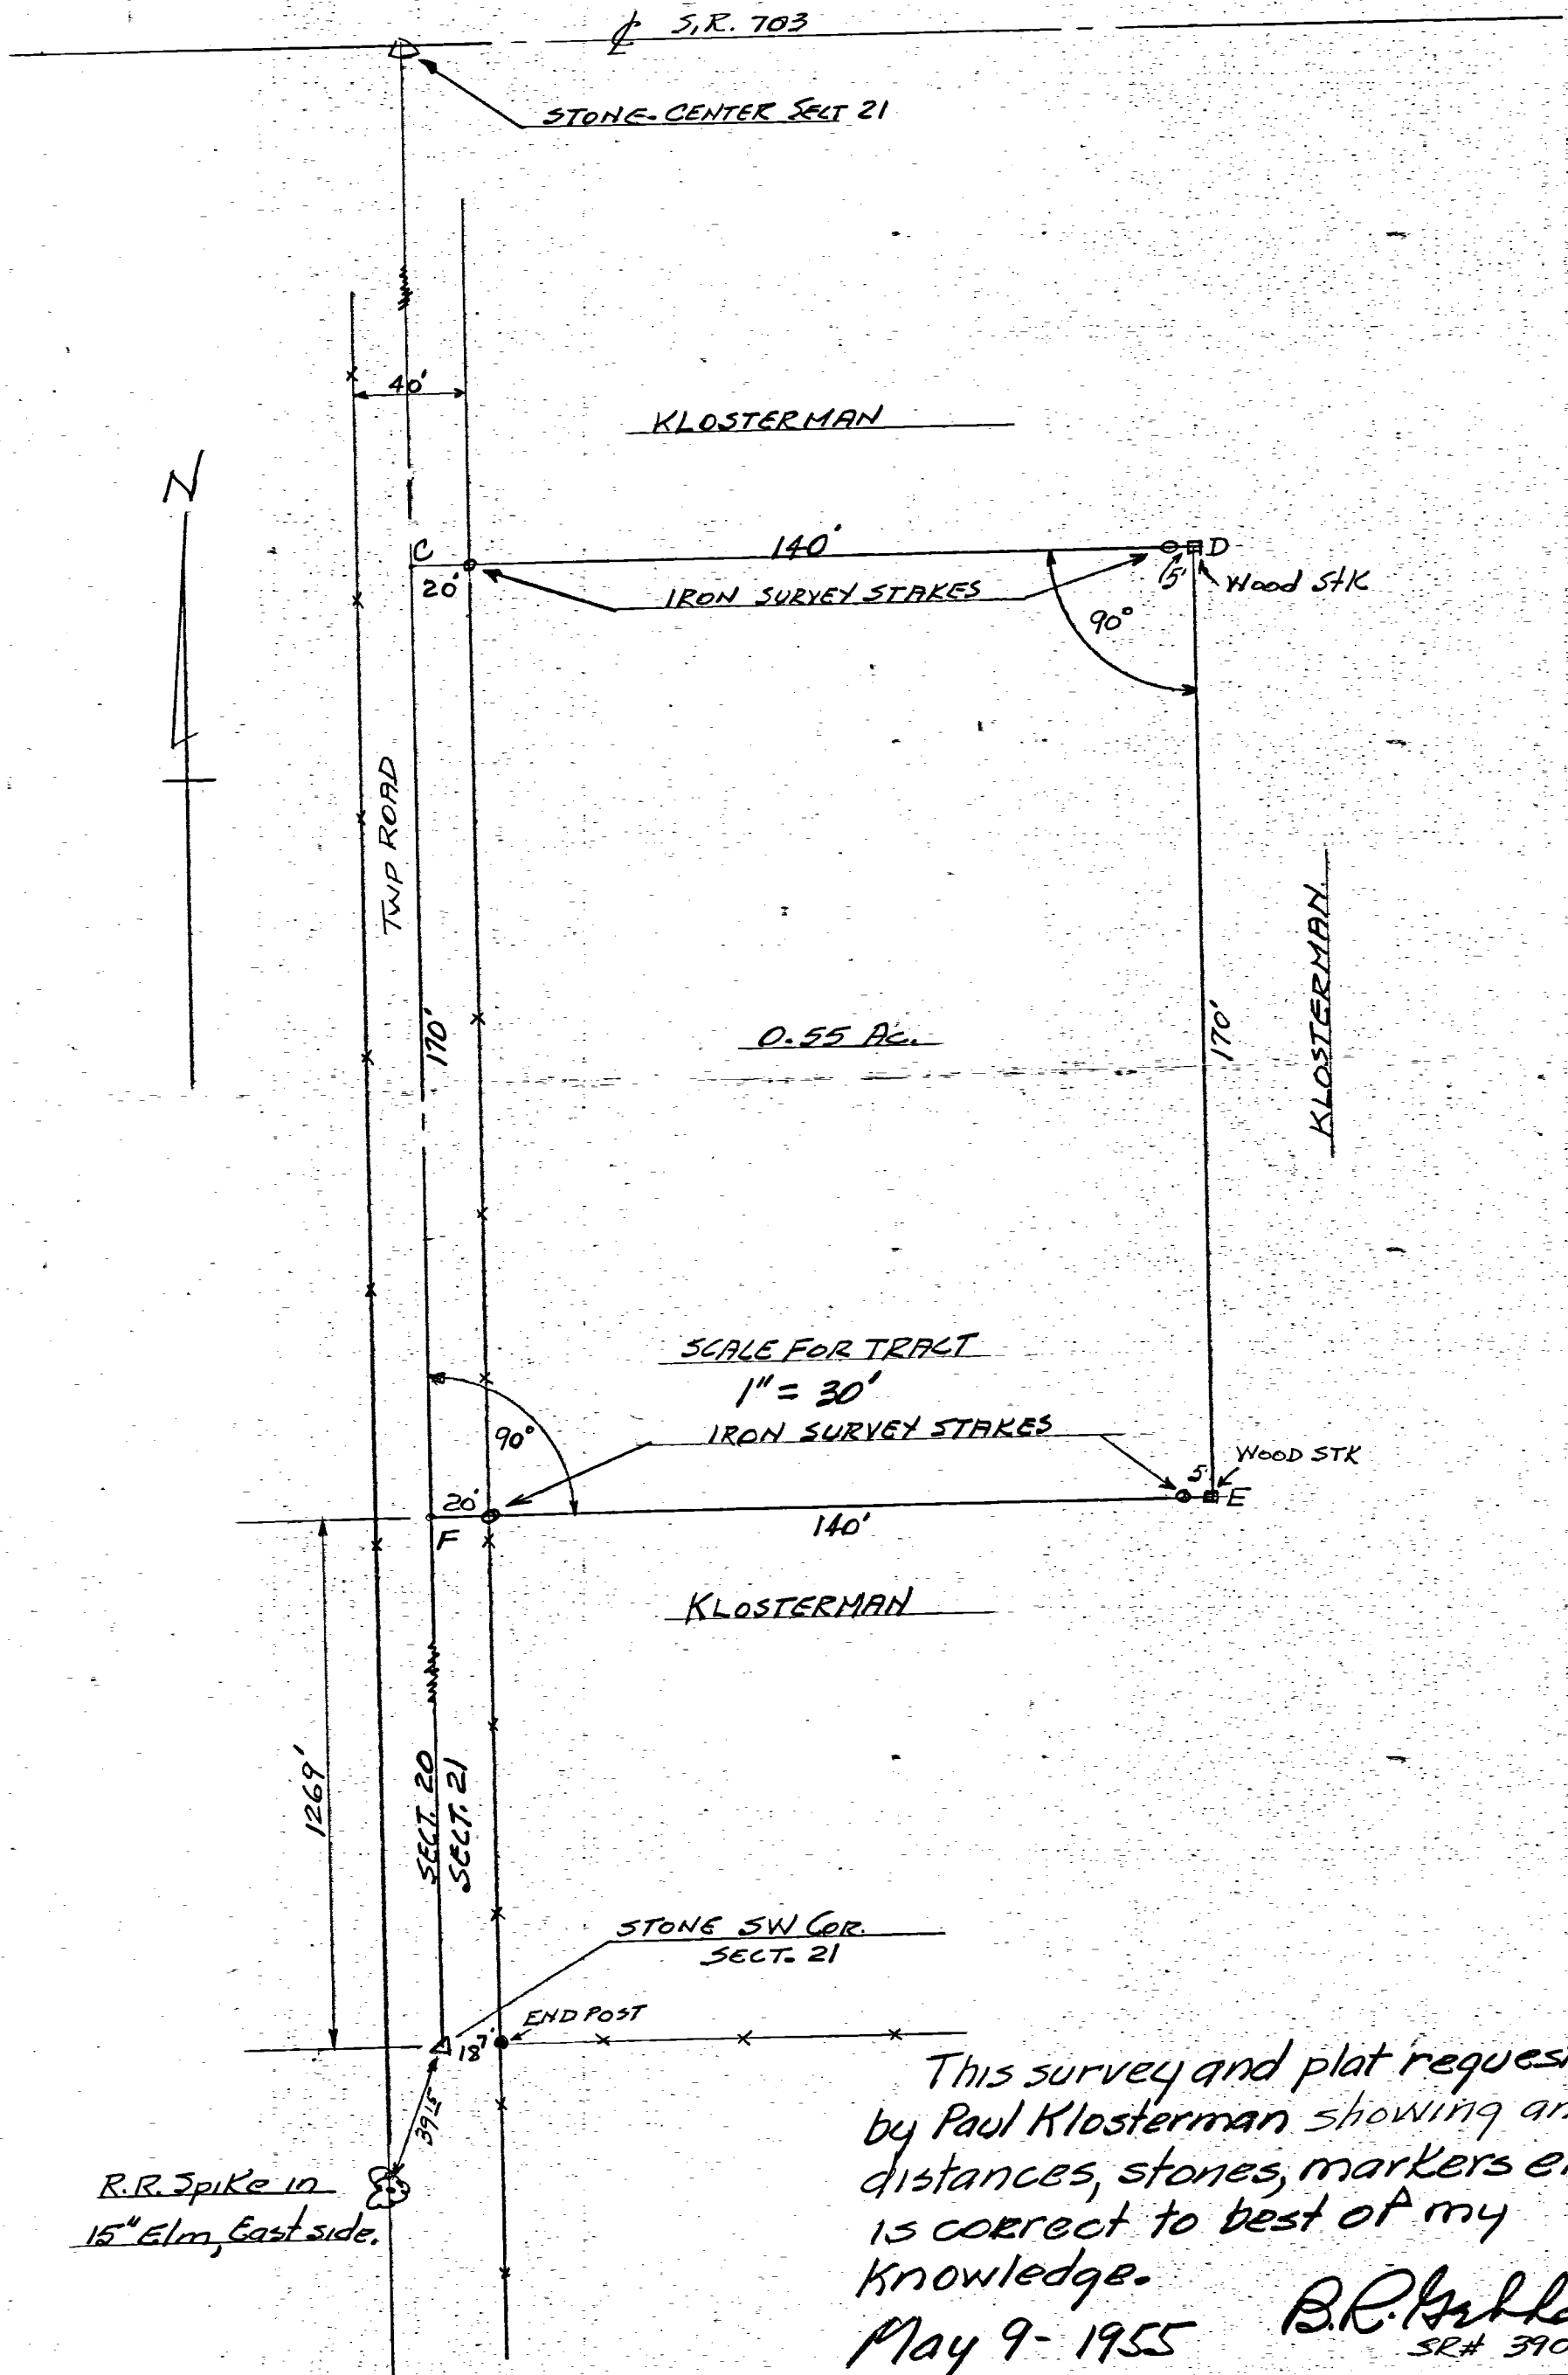 ℄ S.R. 703
STONE-CENTER SECT 21
40'
KLOSTERMAN
N
C
140'
D
20'
IRON SURVEY STAKES
5'
Wood Stk
90°
TWP ROAD
KLOSTERMAN
170'
0.55 Ac.
170'
SCALE FOR TRACT
1" = 30'
90°
IRON SURVEY STAKES
WOOD STK
5'
20'
E
F
140'
KLOSTERMAN
1269'
SECT. 20
SECT. 21
STONE SW COR.
SECT. 21
END POST
This survey and plat
by Paul Klosterman showing
R.R. Spike in
distances, stones, markers
15" Elm, East side.
is correct to best of my
Knowledge.
May 9- 1955
B.R.
SR#